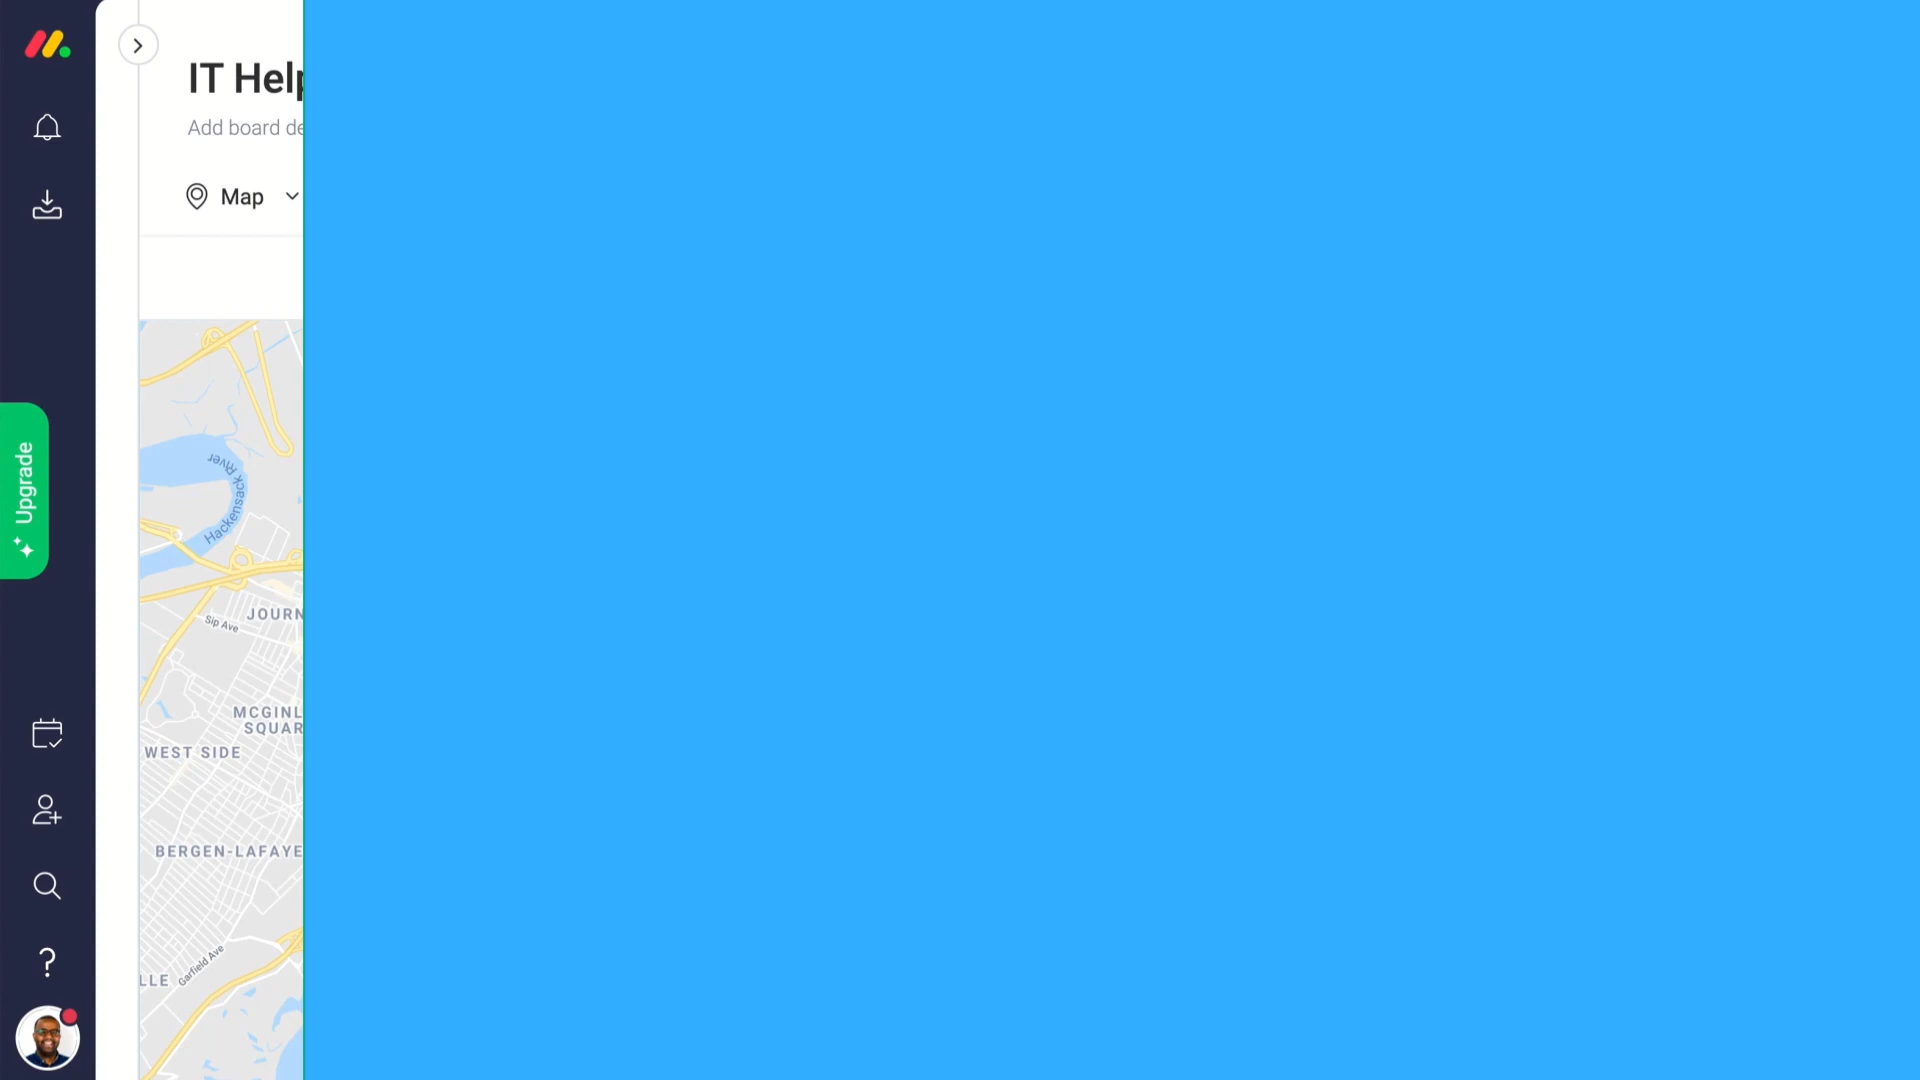 IT Help
Add board de
Map
Upgrade
Hackensack River
JOURN
Sip Ave
MCGINL
SQUAR
WEST SIDE
BERGEN-LAFAYE
LLE
Garfield Ave